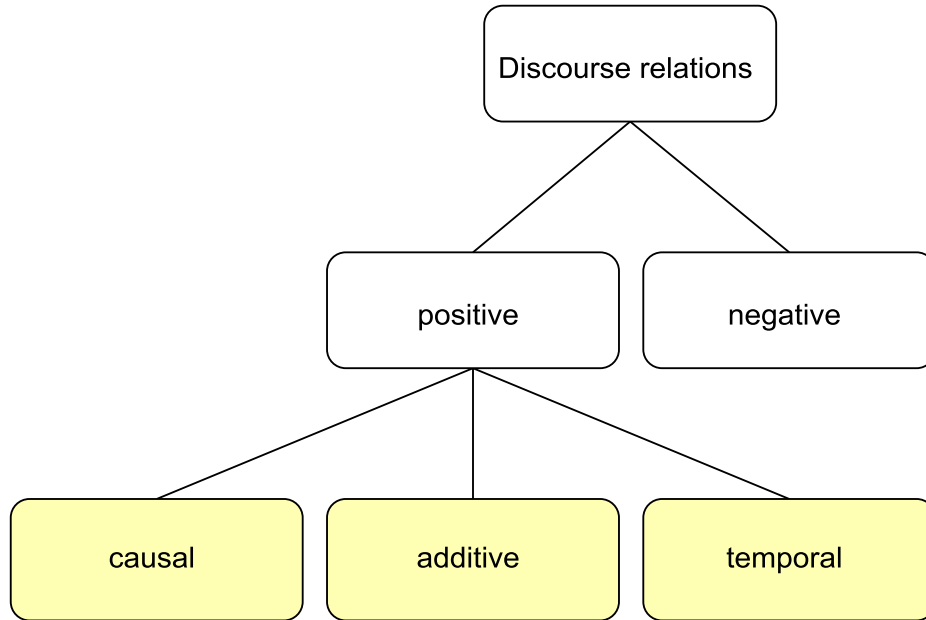 Discourse relations
positive
negative
causal
additive
temporal